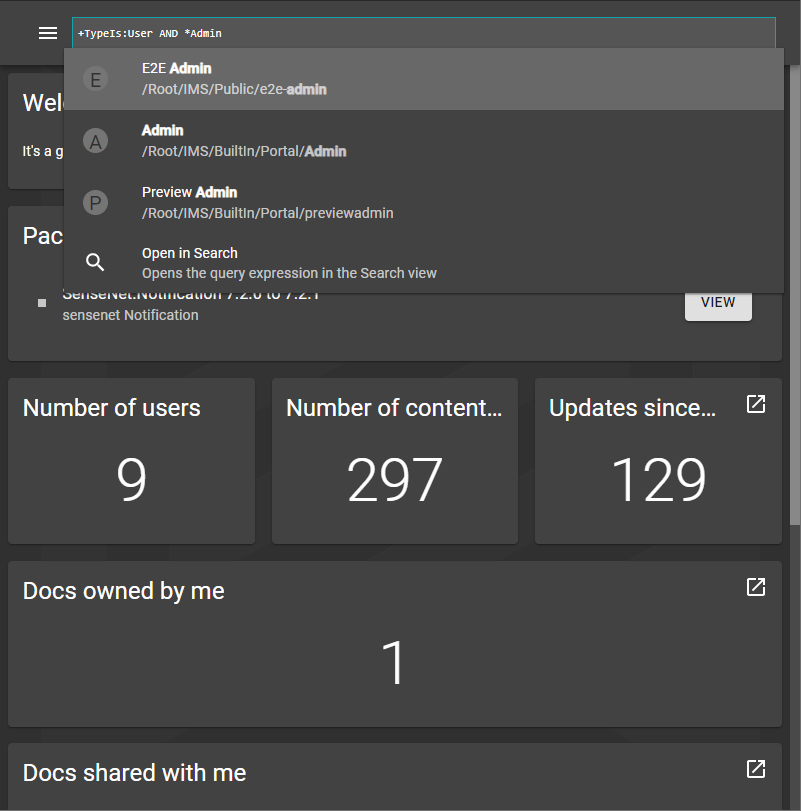 +TypeIs:User AND *Admin
E
E2E Admin
/Root/IMS/Public/e2e-admin
A
Admin
/Root/IMS/BuiltIn/Portal/Admin
P
Preview Admin
/Root/IMS/BuiltIn/Portal/previewadmin
Open in Search
Opens the query expression in the Search view
Wel
It's a g
Pac
SenseNet.Notification 7.2.0 to 7.2.1
sensenet Notification
VIEW
Number of users
9
Number of content...
297
Updates since...
129
Docs owned by me
1
Docs shared with me